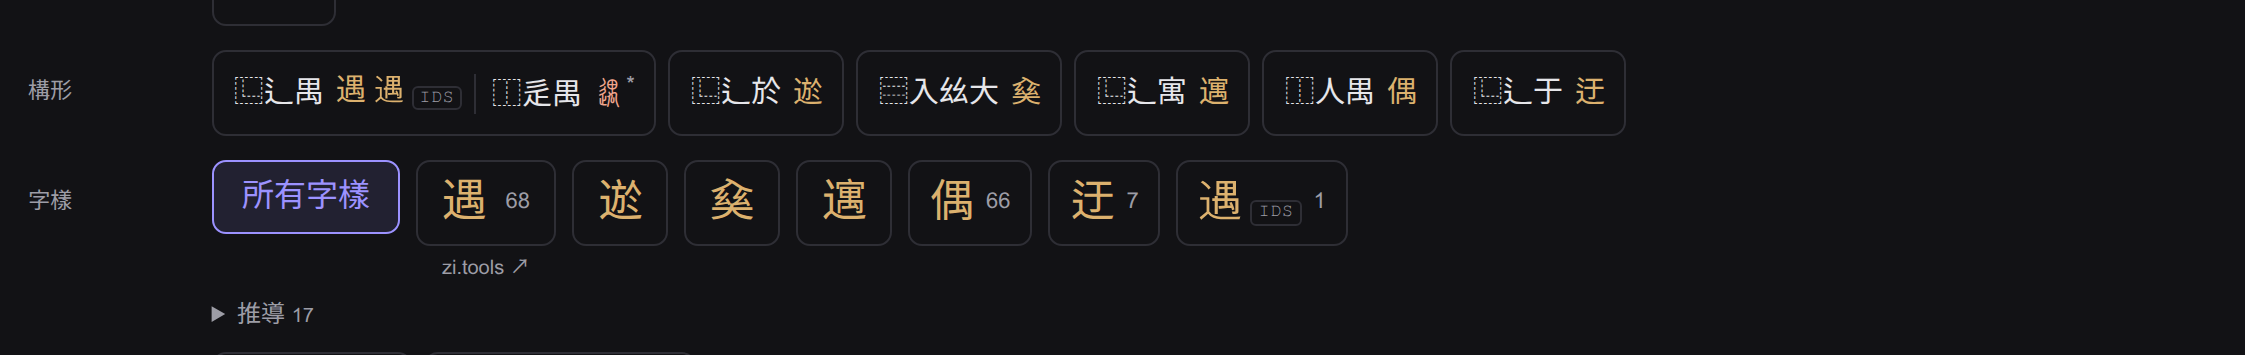 構形 ⿺辶禺 遇 遇 IDS ⿰辵禺 * ⿺辶於 遾 ⿳入幺大 ⿺辶寓 ⿰人禺 偶 ⿺辶于 迂
字樣 所有字樣 遇 68 偶 66 迂 7 遇 IDS 1
zi.tools ↗
▶ 推導 17